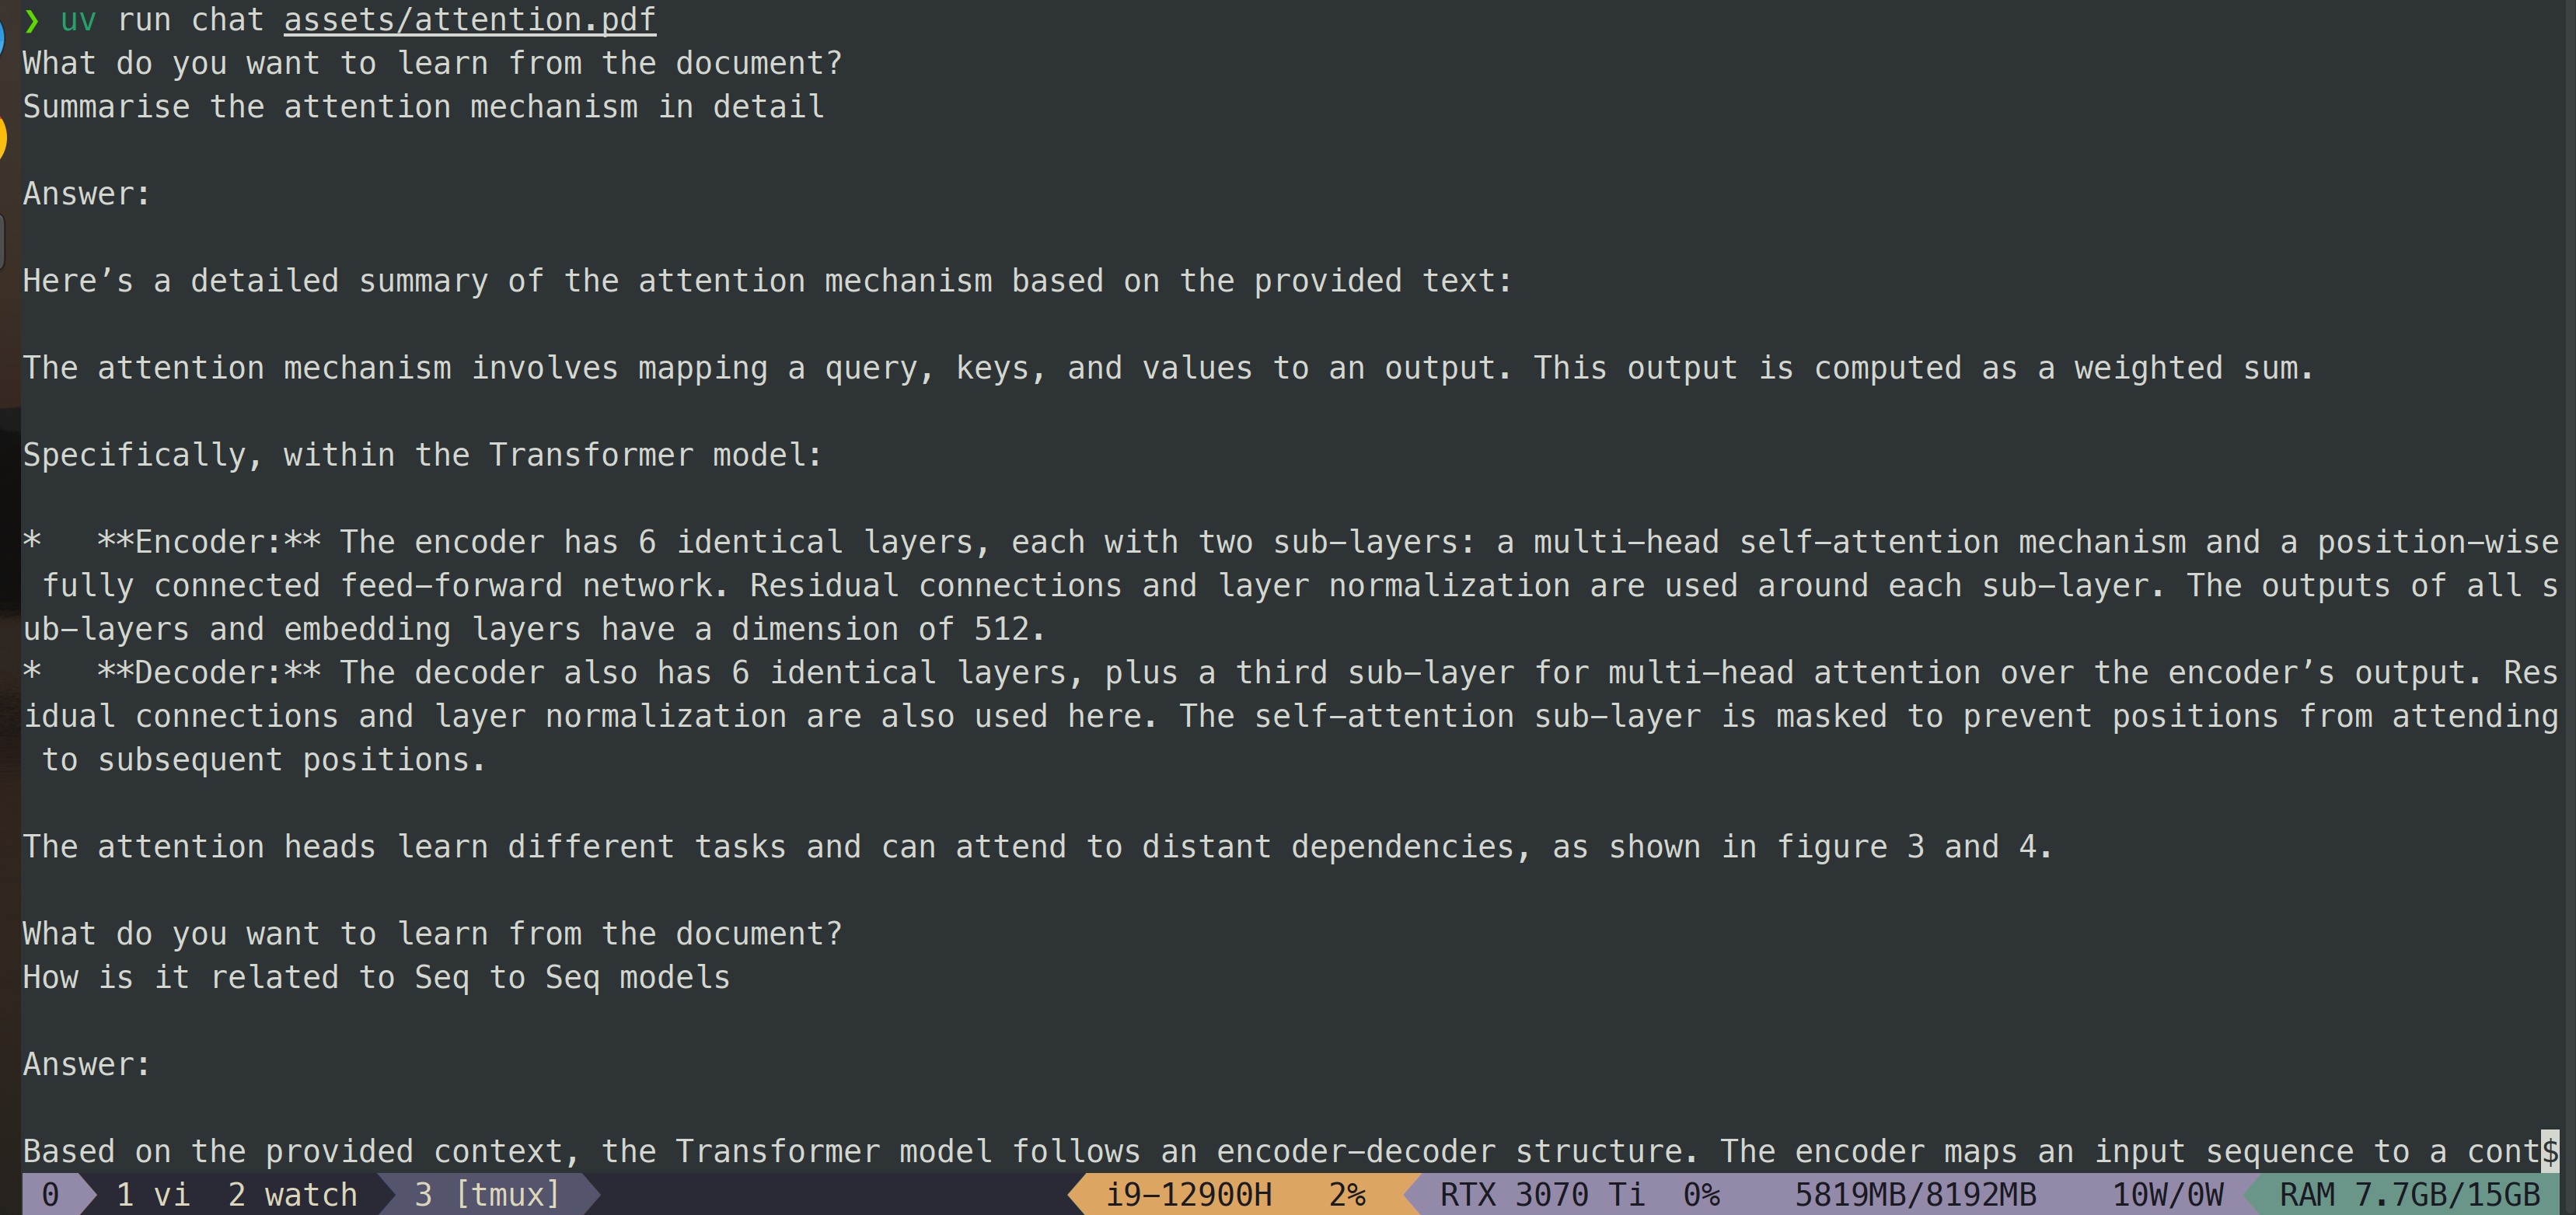 ❯ uv run chat assets/attention.pdf
What do you want to learn from the document?
Summarise the attention mechanism in detail
Answer:
Here’s a detailed summary of the attention mechanism based on the provided text:
The attention mechanism involves mapping a query, keys, and values to an output. This output is computed as a weighted sum.
Specifically, within the Transformer model:
*   **Encoder:** The encoder has 6 identical layers, each with two sub-layers: a multi-head self-attention mechanism and a position-wise
 fully connected feed-forward network. Residual connections and layer normalization are used around each sub-layer. The outputs of all s
ub-layers and embedding layers have a dimension of 512.
*   **Decoder:** The decoder also has 6 identical layers, plus a third sub-layer for multi-head attention over the encoder’s output. Res
idual connections and layer normalization are also used here. The self-attention sub-layer is masked to prevent positions from attending
 to subsequent positions.
The attention heads learn different tasks and can attend to distant dependencies, as shown in figure 3 and 4.
What do you want to learn from the document?
How is it related to Seq to Seq models
Answer:
Based on the provided context, the Transformer model follows an encoder-decoder structure. The encoder maps an input sequence to a cont$
0 1 vi 2 watch 3 [tmux] i9-12900H 2% RTX 3070 Ti 0% 5819MB/8192MB 10W/0W RAM 7.7GB/15GB